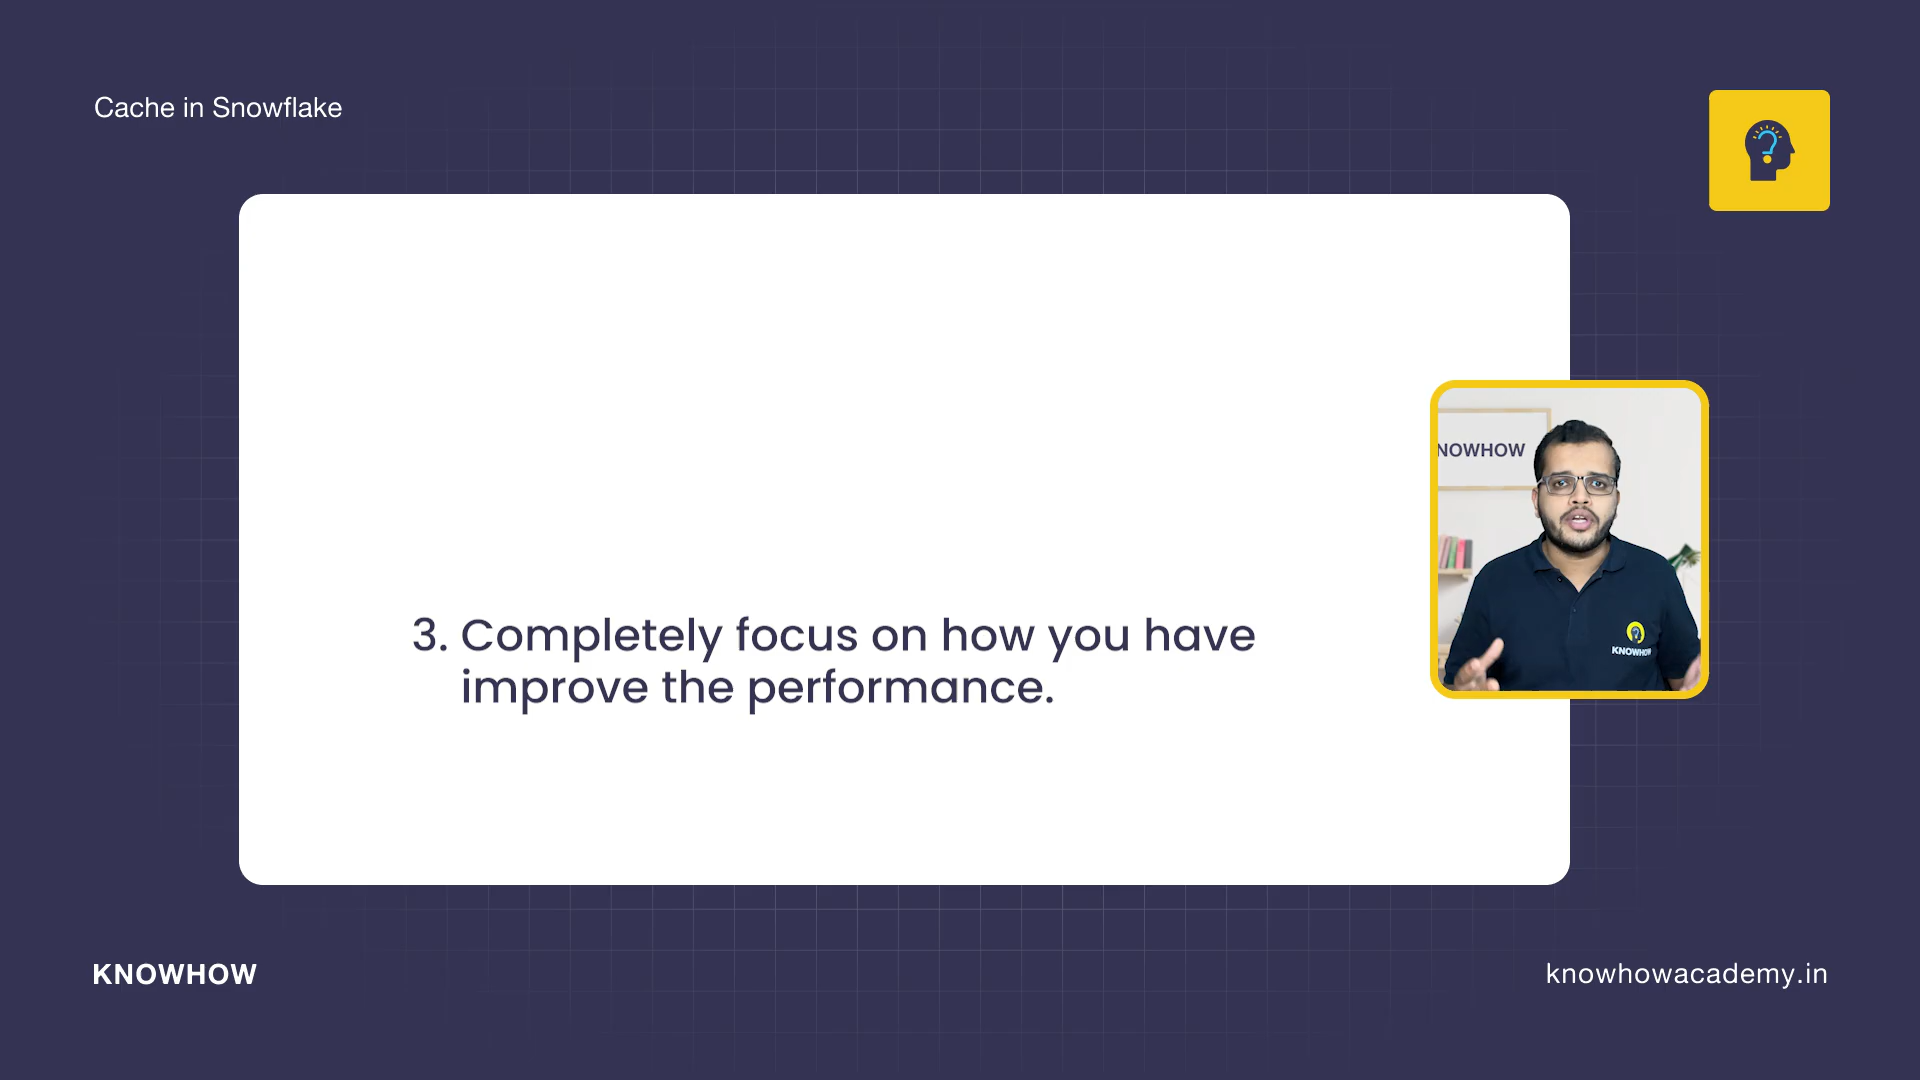 Cache in Snowflake
NOWHOW
3. Completely focus on how you have
improve the performance.
KNOWHOW
KNOWHOW
knowhowacademy.in